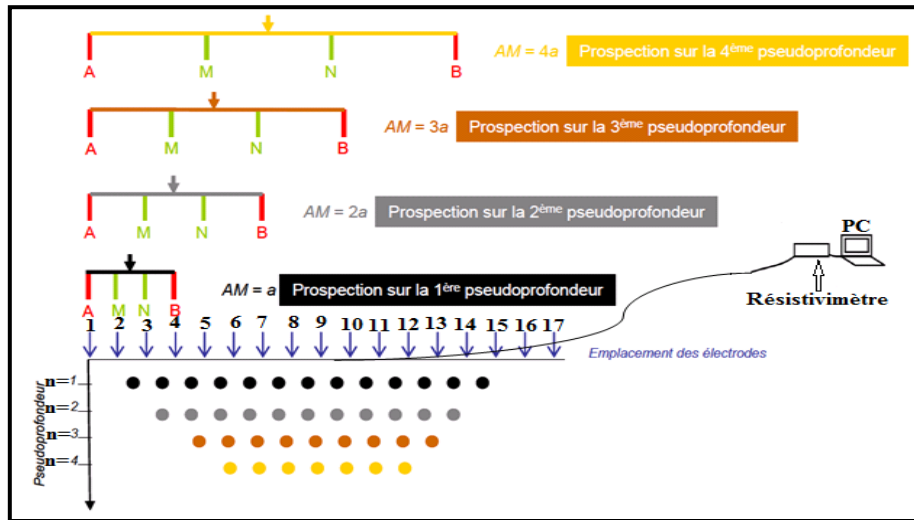 AM = 4a Prospection sur la 4ème pseudoprofondeur
A M N B
AM = 3a Prospection sur la 3ème pseudoprofondeur
A M N B
AM = 2a Prospection sur la 2ème pseudoprofondeur
A M N B
PC
AM = a Prospection sur la 1ère pseudoprofondeur
Résistivimètre
A M N B
1 2 3 4 5 6 7 8 9 10 11 12 13 14 15 16 17
Emplacement des électrodes
Pseudoprofondeur
n=1
n=2
n=3
n=4